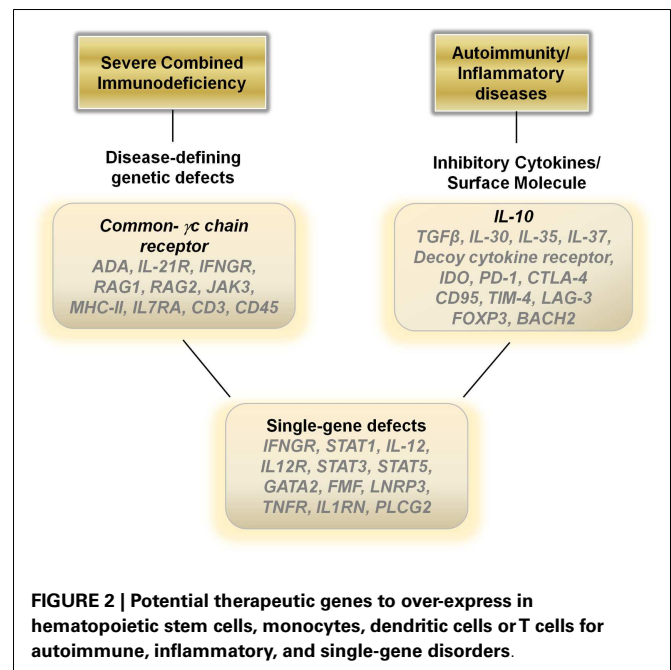 Severe Combined
Immunodeficiency
Autoimmunity/
Inflammatory
diseases
Disease-defining
genetic defects
Inhibitory Cytokines/
Surface Molecule
Common- γc chain
receptor
ADA, IL-21R, IFNGR,
RAG1, RAG2, JAK3,
MHC-II, IL7RA, CD3, CD45
IL-10
TGFβ, IL-30, IL-35, IL-37,
Decoy cytokine receptor,
IDO, PD-1, CTLA-4
CD95, TIM-4, LAG-3
FOXP3, BACH2
Single-gene defects
IFNGR, STAT1, IL-12,
IL12R, STAT3, STAT5,
GATA2, FMF, LNRP3,
TNFR, IL1RN, PLCG2
FIGURE 2 | Potential therapeutic genes to over-express in
hematopoietic stem cells, monocytes, dendritic cells or T cells for
autoimmune, inflammatory, and single-gene disorders.